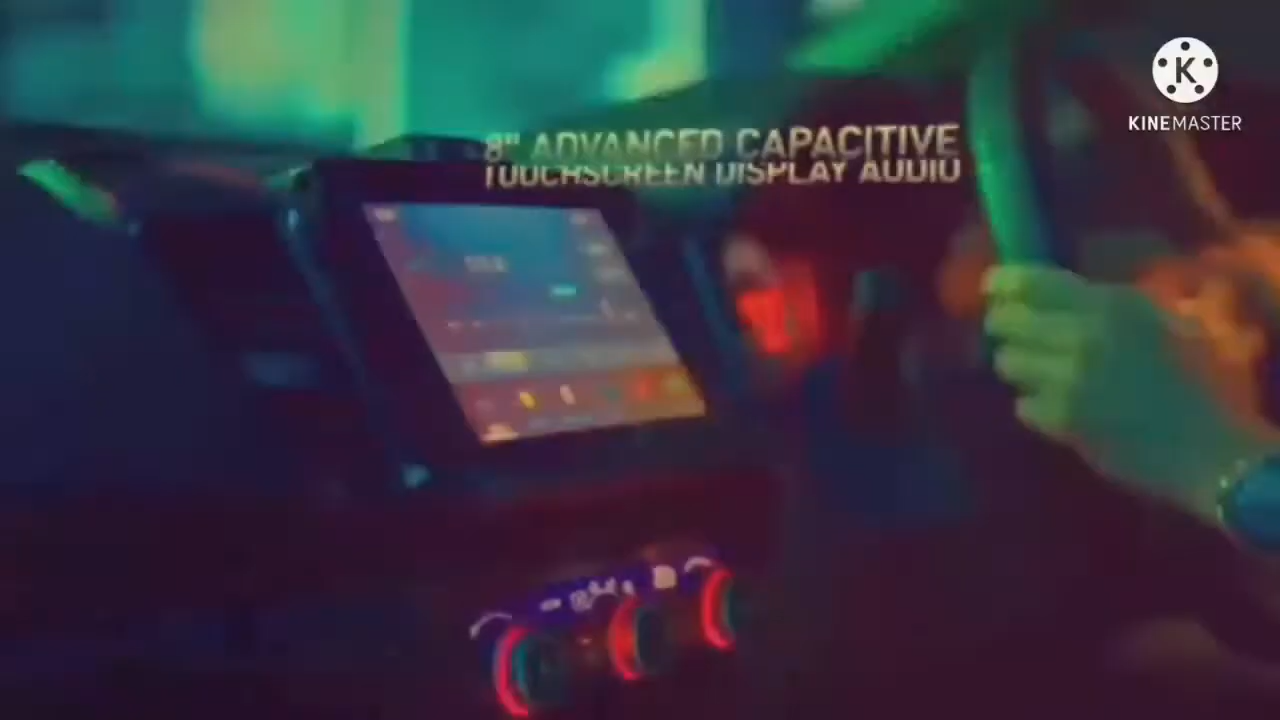 8" ADVANCED CAPACITIVE
TOUCHSCREEN DISPLAY AUDIO
K
KINEMASTER